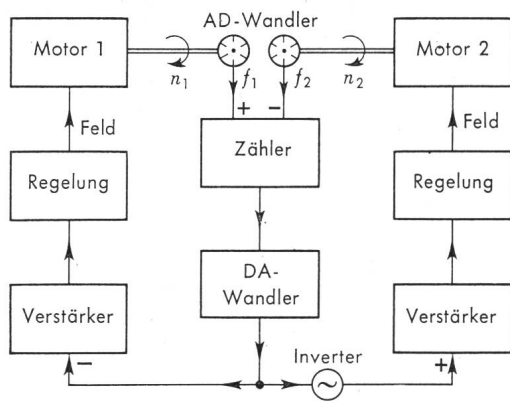 AD-Wandler
Motor 1
Motor 2
n₁
f₁
f₂
n₂
+
−
Feld
Feld
Zähler
Regelung
Regelung
DA-
Wandler
Verstärker
Verstärker
Inverter
−
+